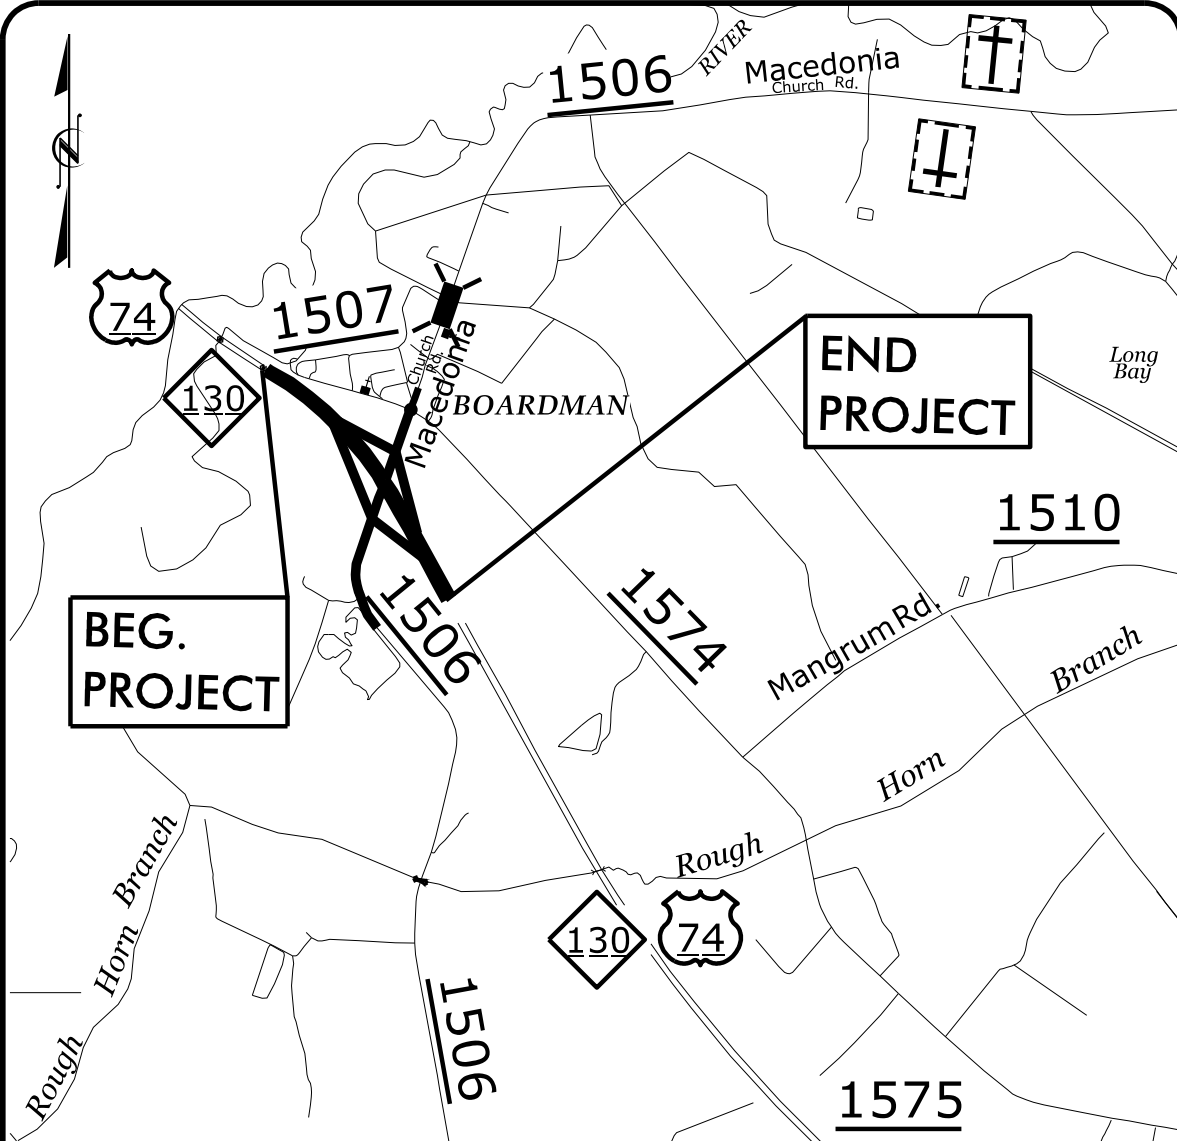 RIVER
1506
Macedonia
Church Rd.
N
74
1507
130
Church
Rd.
Macedonia
BOARDMAN
END
PROJECT
Long
Bay
1510
BEG.
PROJECT
1506
1574
Mangrum Rd.
Branch
Horn
Rough
Branch
Horn
Rough
130
74
1506
1575